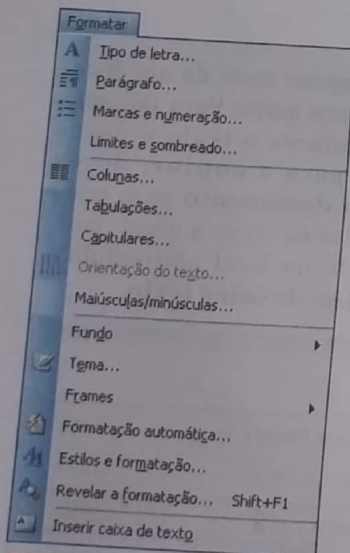 Formatar
Tipo de letra...
Parágrafo...
Marcas e numeração...
Limites e sombreado...
Colunas...
Tabulações...
Capitulares...
Orientação do texto...
Maiúsculas/minúsculas...
Fundo
Tema...
Frames
Formatação automática...
Estilos e formatação...
Revelar a formatação... Shift+F1
Inserir caixa de texto